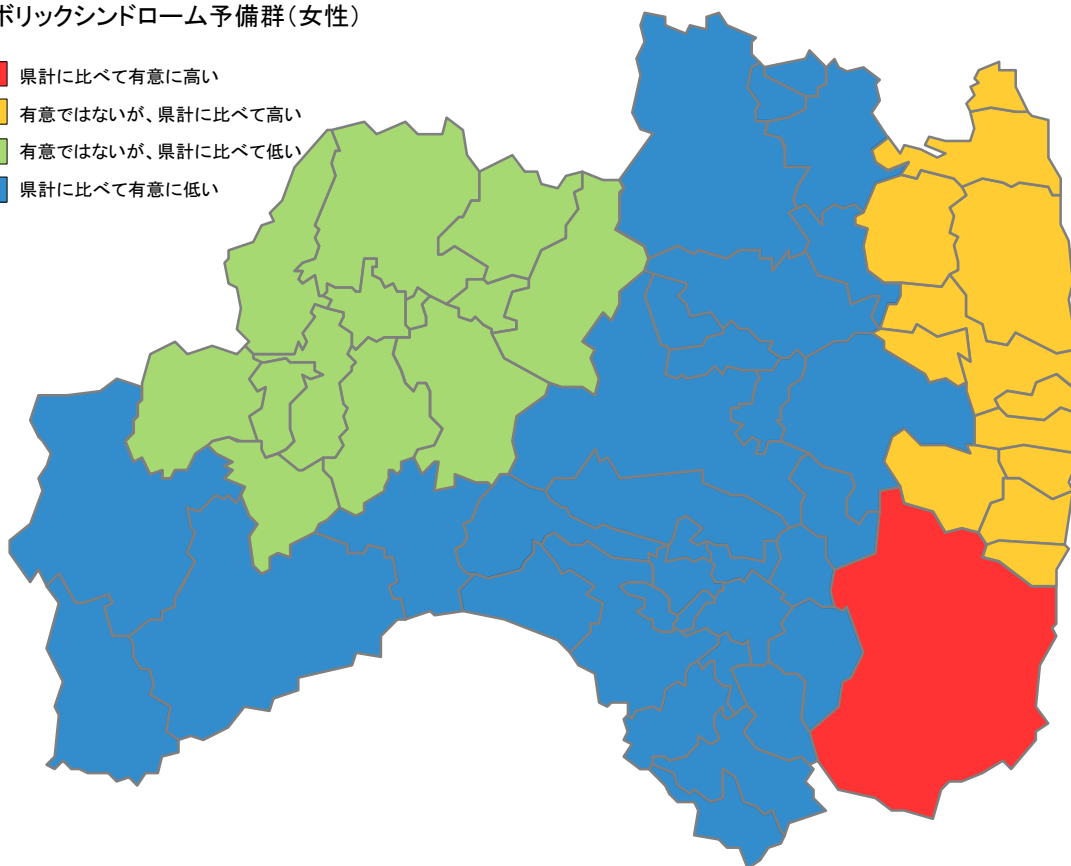 ボリックシンドローム予備群(女性)
県計に比べて有意に高い
有意ではないが、県計に比べて高い
有意ではないが、県計に比べて低い
県計に比べて有意に低い